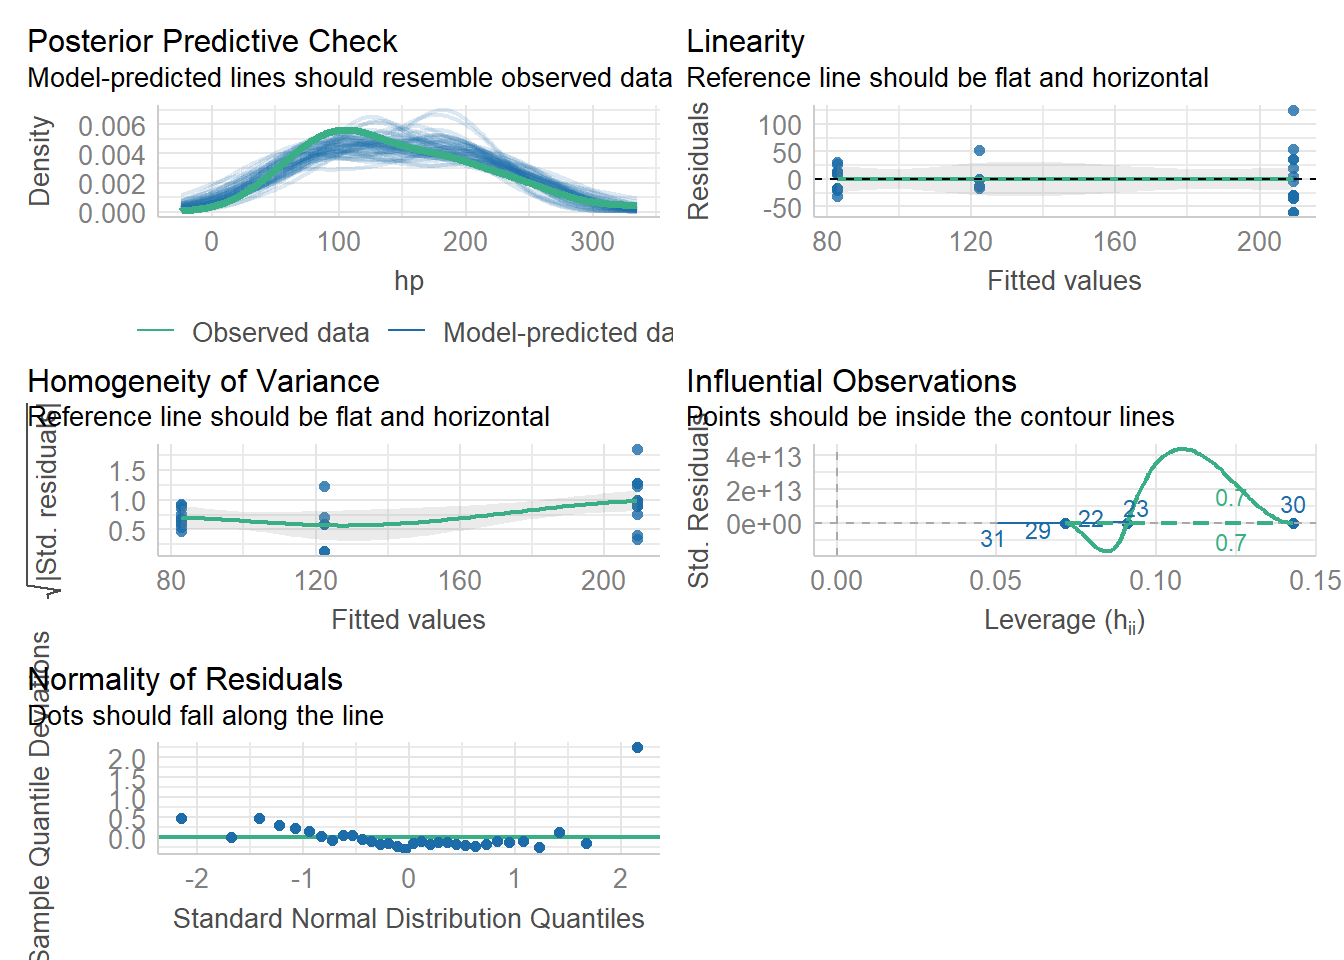 Posterior Predictive Check
Model-predicted lines should resemble observed data
Density
0.006
0.004
0.002
0.000
0
100
200
300
hp
Observed data
Model-predicted da
Linearity
Reference line should be flat and horizontal
Residuals
100
50
0
-50
80
120
160
200
Fitted values
Homogeneity of Variance
Reference line should be flat and horizontal
√|Std. residuals|
1.5
1.0
0.5
80
120
160
200
Fitted values
Influential Observations
Points should be inside the contour lines
Std. Residuals
4e+13
2e+13
0e+00
0.7
0.7
31
29
22
23
30
0.00
0.05
0.10
0.15
Leverage (hii)
Normality of Residuals
Dots should fall along the line
Sample Quantile Deviations
2.0
1.5
1.0
0.5
0.0
-2
-1
0
1
2
Standard Normal Distribution Quantiles